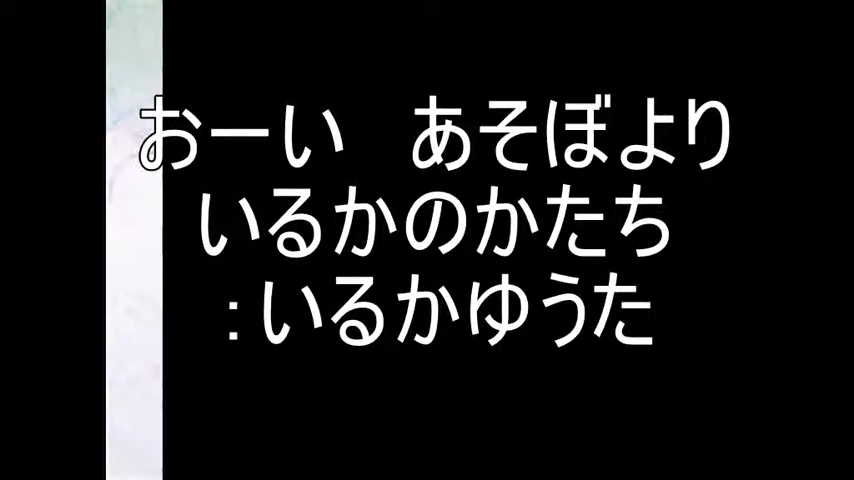 おーい　あそぼより
いるかのかたち
：いるかゆうた